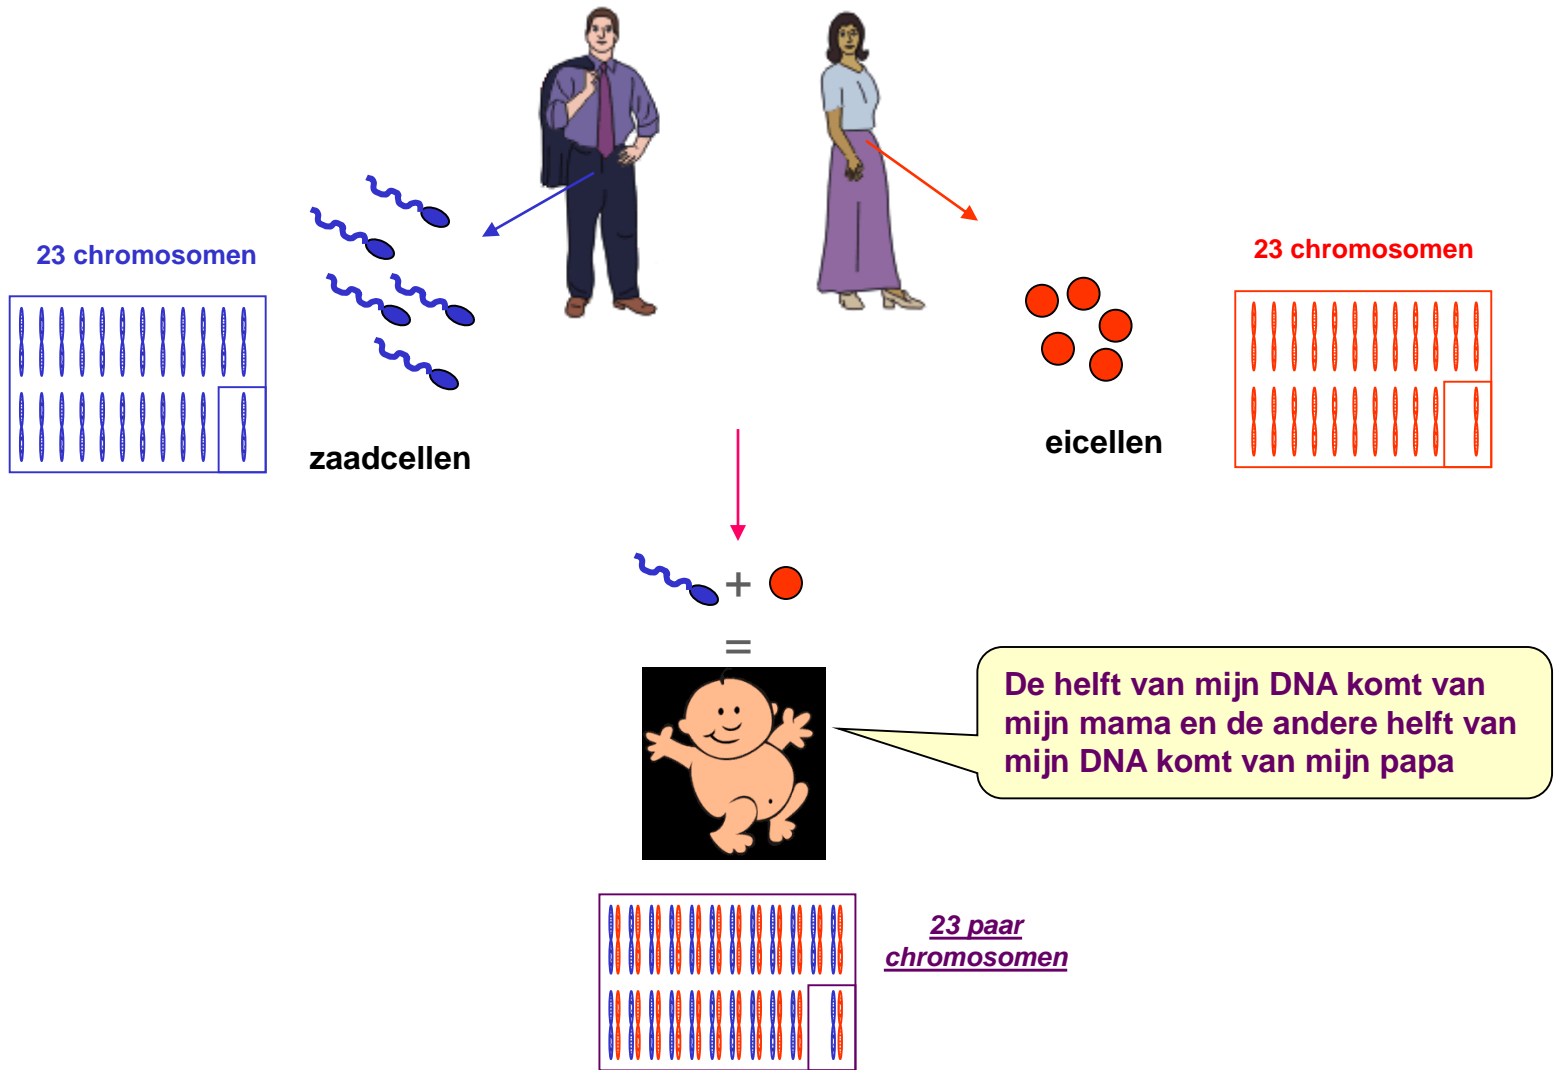 23 chromosomen
23 chromosomen
zaadcellen
eicellen
+
=
De helft van mijn DNA komt van
mijn mama en de andere helft van
mijn DNA komt van mijn papa
23 paar
chromosomen